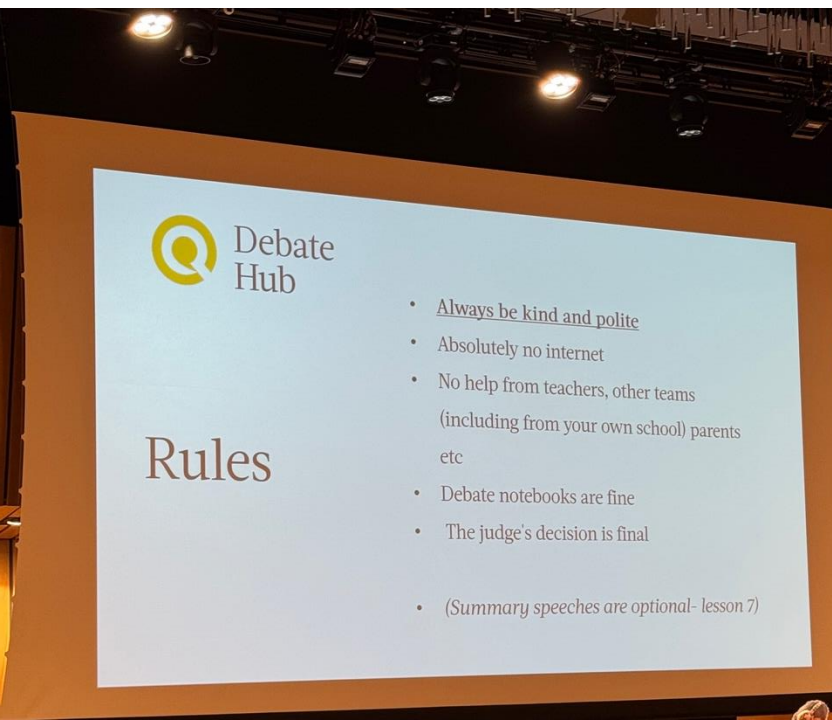 Debate
Hub
Rules
• Always be kind and polite
• Absolutely no internet
• No help from teachers, other teams
(including from your own school) parents
etc
• Debate notebooks are fine
• The judge's decision is final
• (Summary speeches are optional- lesson 7)